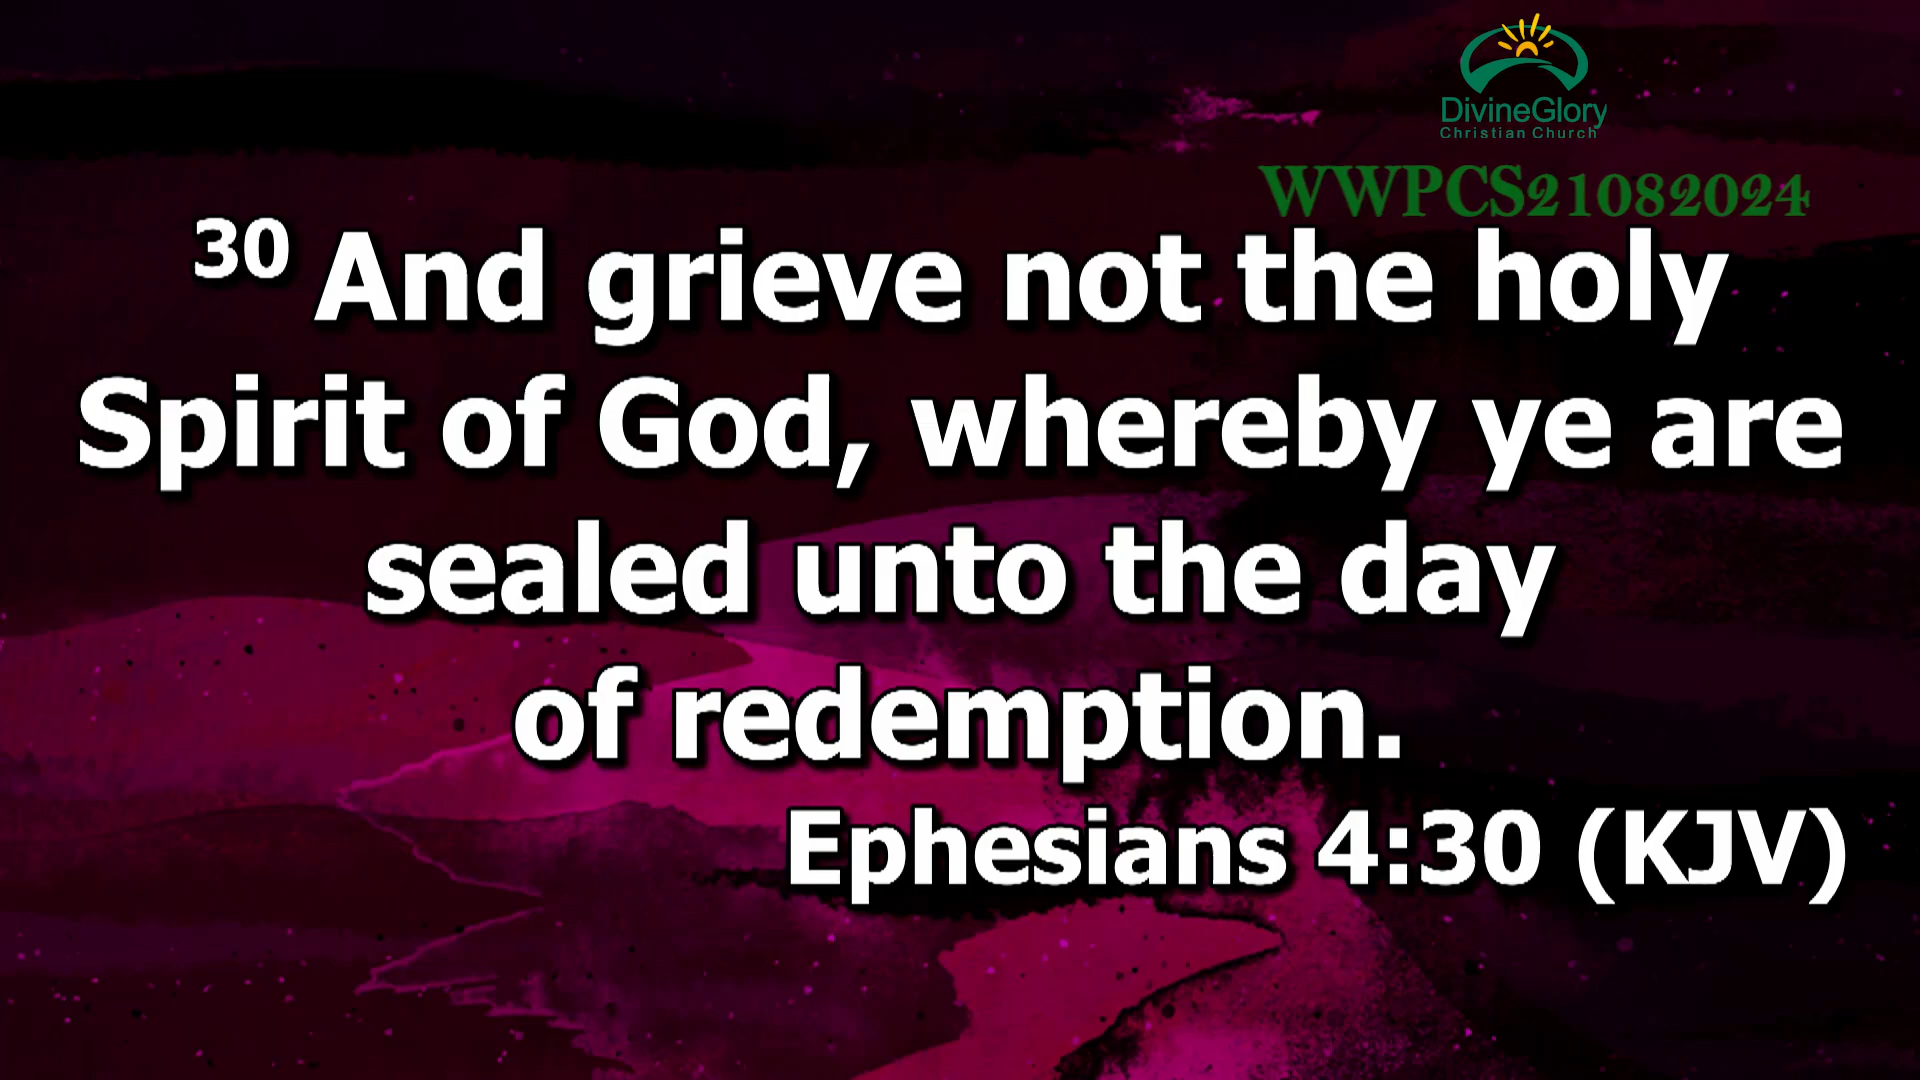 DivineGlory
Christian Church
WWPCS21082024
30 And grieve not the holy
Spirit of God, whereby ye are
sealed unto the day
of redemption.
Ephesians 4:30 (KJV)